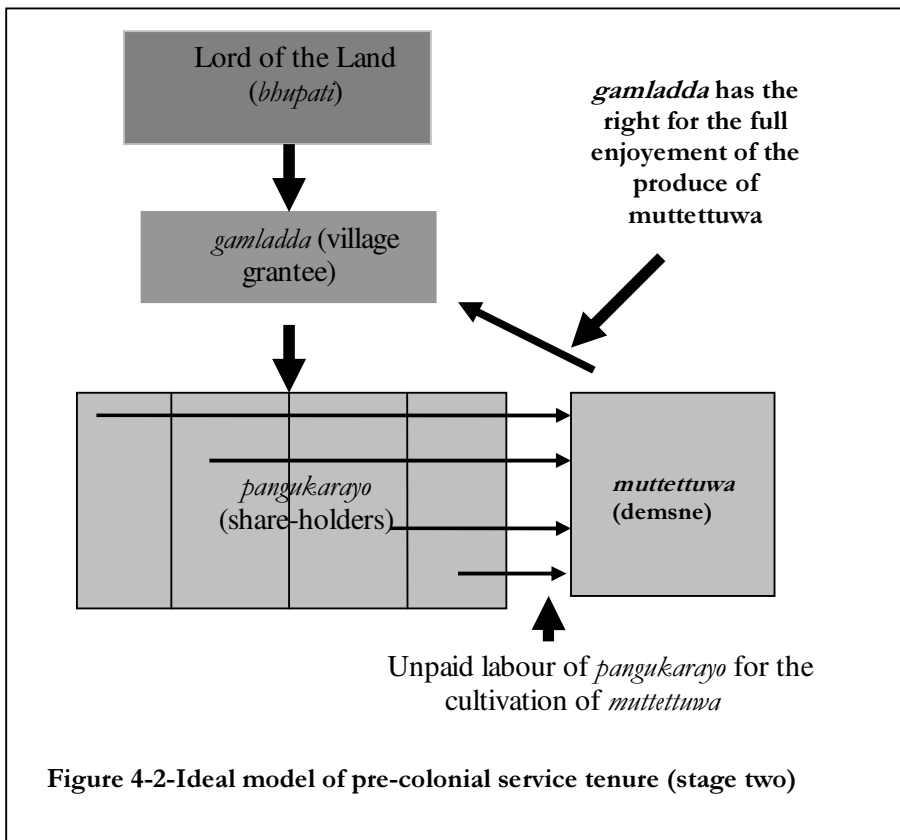 Lord of the Land
(bhupati)
gamladda has the
right for the full
enjoyement of the
produce of
muttettuwa
gamladda (village
grantee)
pangukarayo
(share-holders)
muttettuwa
(demsne)
Unpaid labour of pangukarayo for the
cultivation of muttettuwa
Figure 4-2-Ideal model of pre-colonial service tenure (stage two)